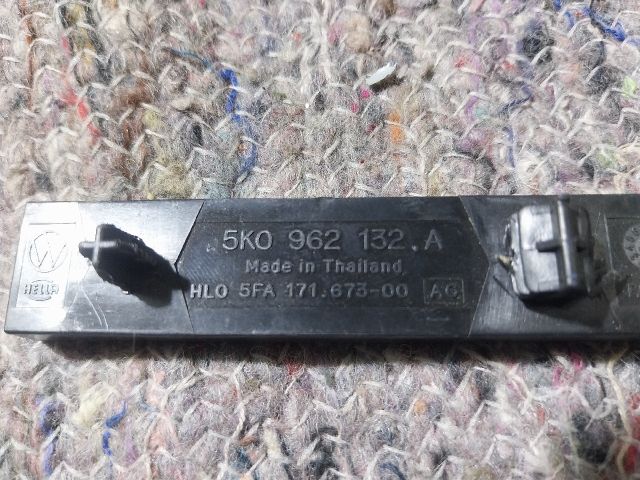 5K0 962 132.A
Made in Thailand
HLO 5FA 171.673-00 AG
HELLA